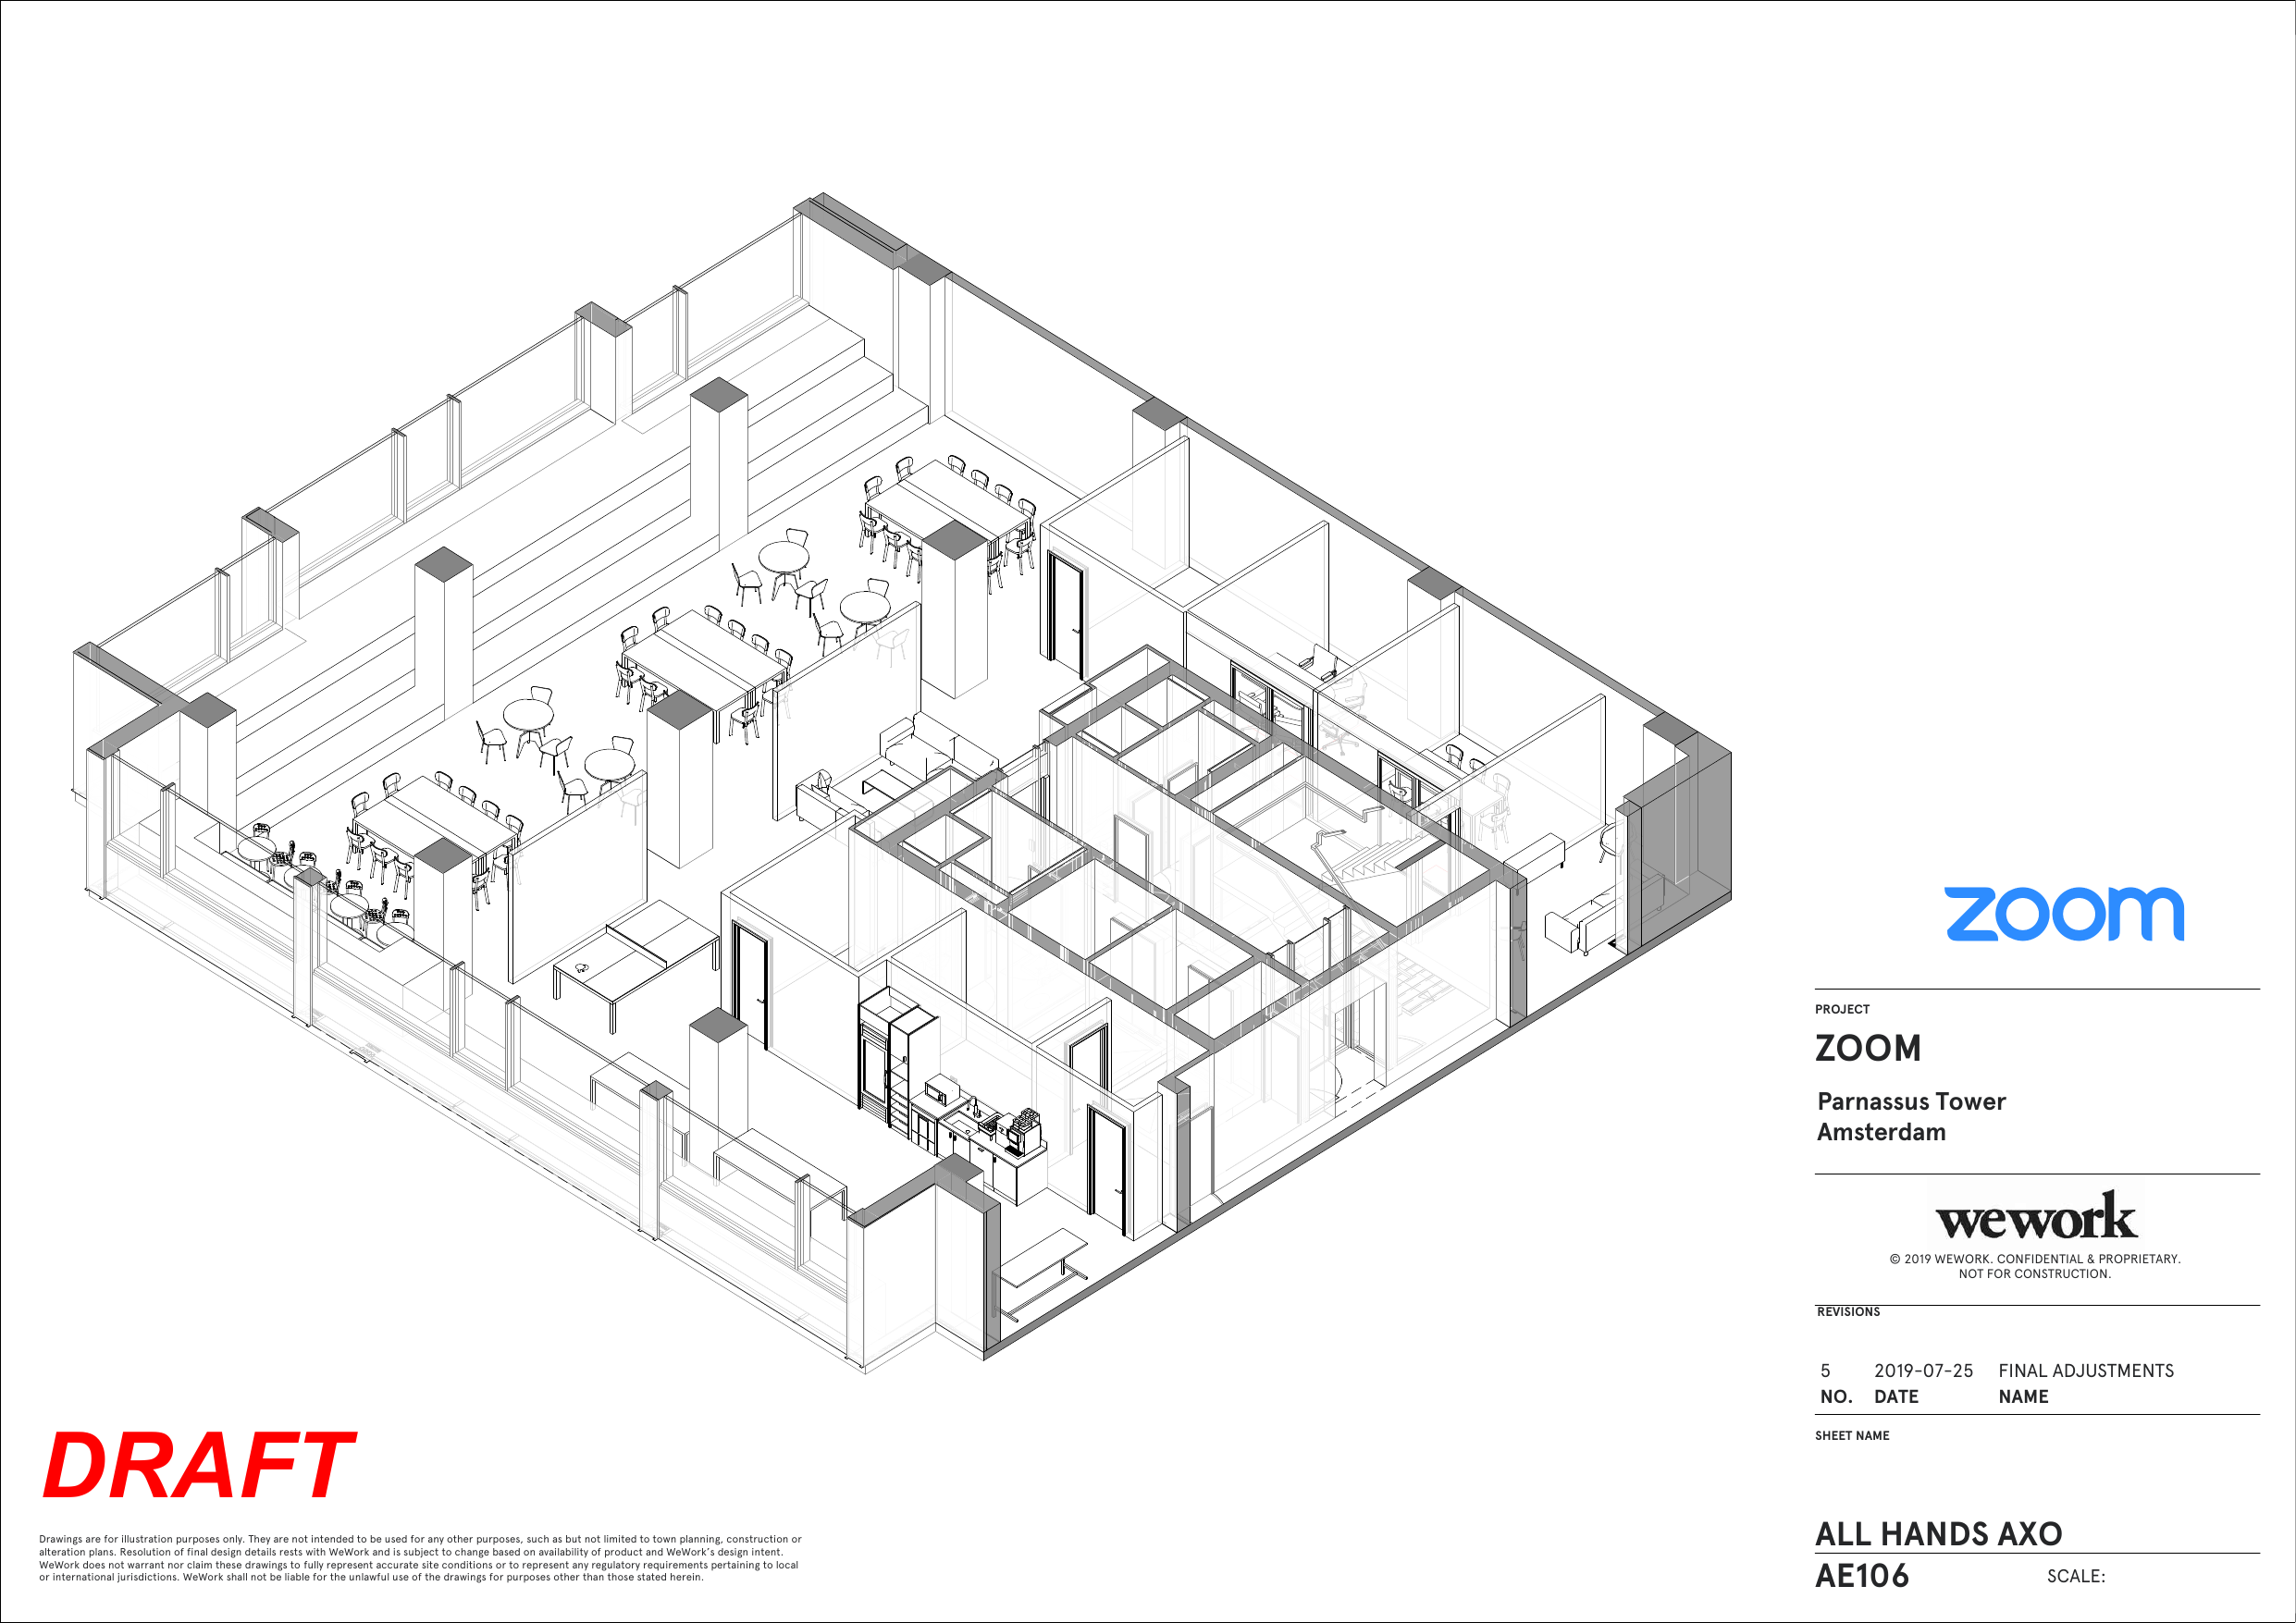 zoom
PROJECT
ZOOM
Parnassus Tower
Amsterdam
wework
© 2019 WEWORK. CONFIDENTIAL & PROPRIETARY.
NOT FOR CONSTRUCTION.
REVISIONS
5 2019-07-25 FINAL ADJUSTMENTS
NO. DATE NAME
SHEET NAME
ALL HANDS AXO
AE106 SCALE:
DRAFT
Drawings are for illustration purposes only. They are not intended to be used for any other purposes, such as but not limited to town planning, construction or
alteration plans. Resolution of final design details rests with WeWork and is subject to change based on availability of product and WeWork's design intent.
WeWork does not warrant nor claim these drawings to fully represent accurate site conditions or to represent any regulatory requirements pertaining to local
or international jurisdictions. WeWork shall not be liable for the unlawful use of the drawings for purposes other than those stated herein.